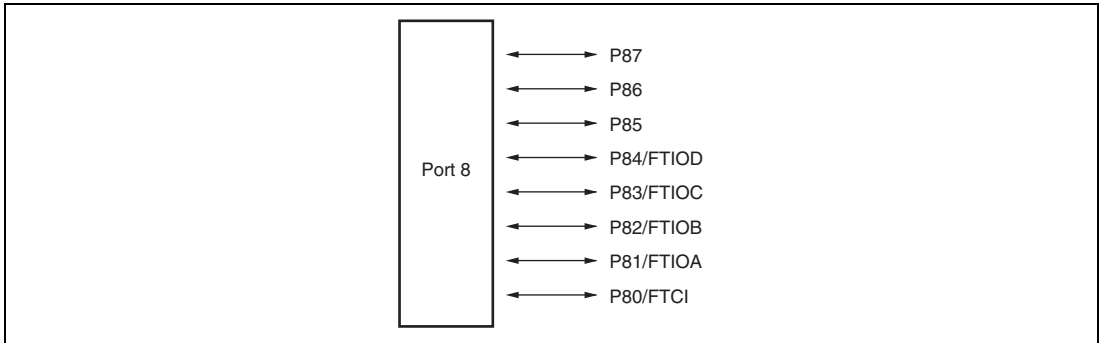 P87
P86
P85
P84/FTIOD
Port 8
P83/FTIOC
P82/FTIOB
P81/FTIOA
P80/FTCI